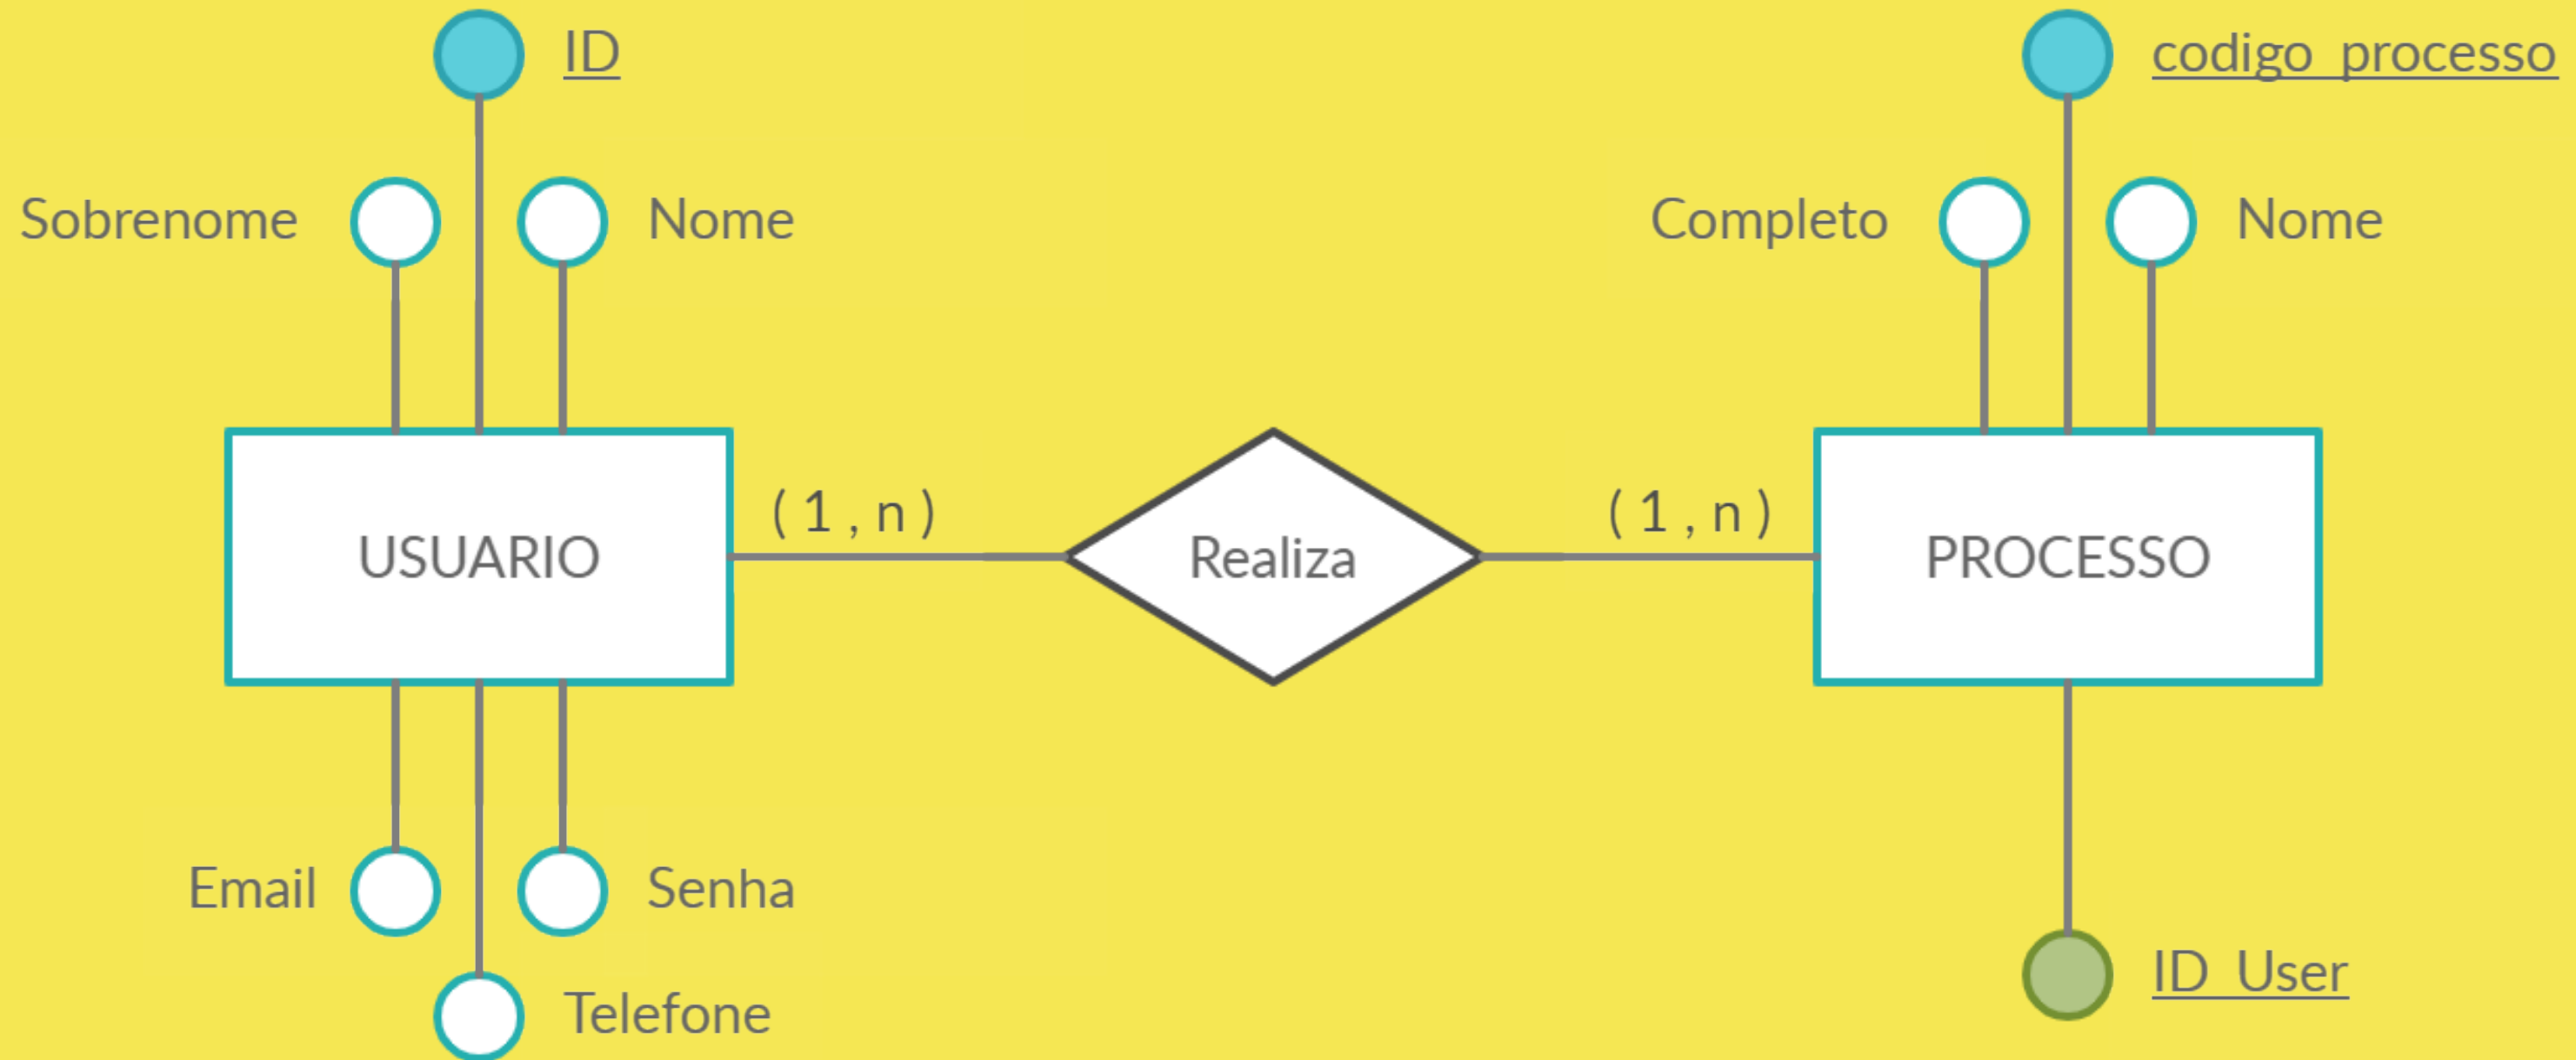 ID
codigo_processo
Sobrenome
Nome
Completo
Nome
USUARIO
( 1 , n )
Realiza
( 1 , n )
PROCESSO
Email
Senha
ID_User
Telefone